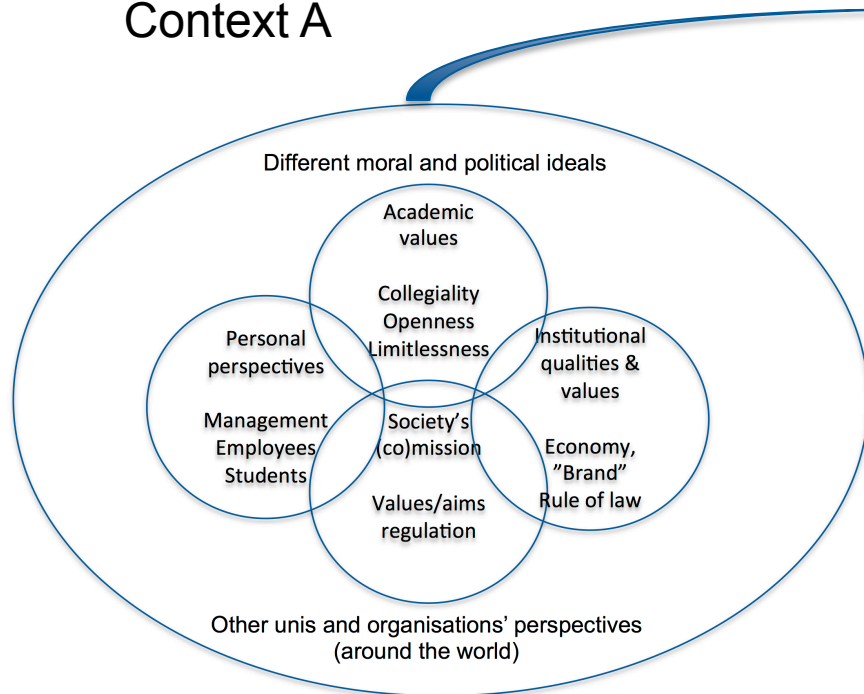 Context A
Different moral and political ideals
Academic
values
Collegiality
Openness
Limitlessness
Personal
perspectives
Management
Employees
Students
Institutional
qualities &
values
Economy,
”Brand”
Rule of law
Society’s
(co)mission
Values/aims
regulation
Other unis and organisations’ perspectives
(around the world)